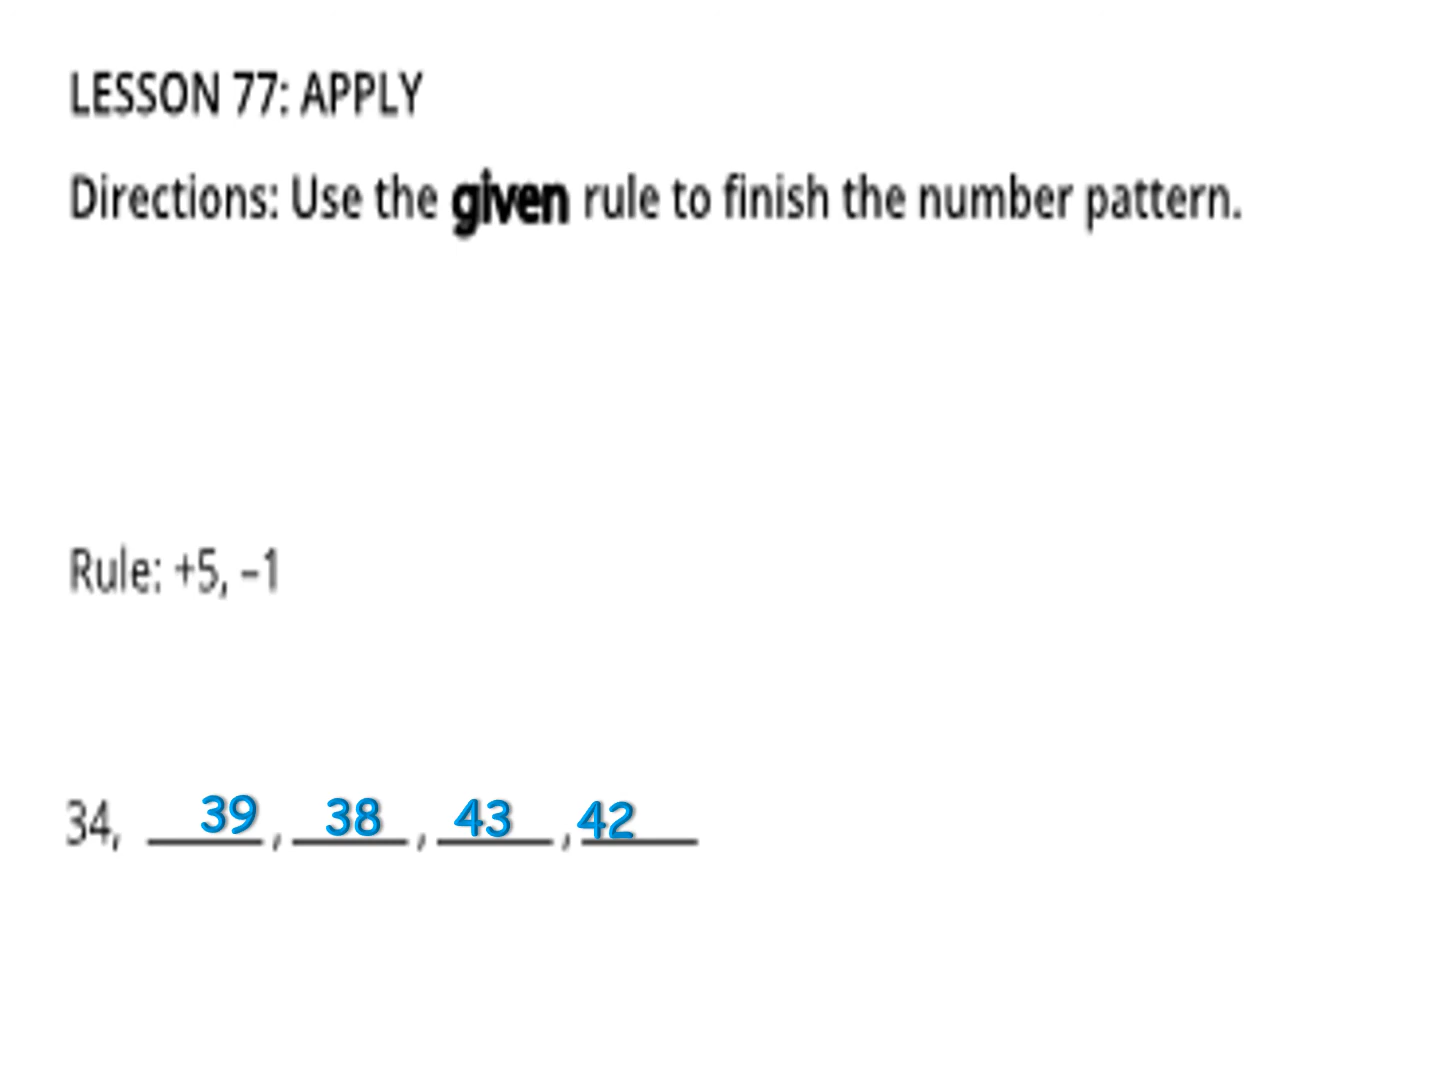 LESSON 77: APPLY
Directions: Use the given rule to finish the number pattern.
Rule: +5, –1
34, 39, 38, 43, 42